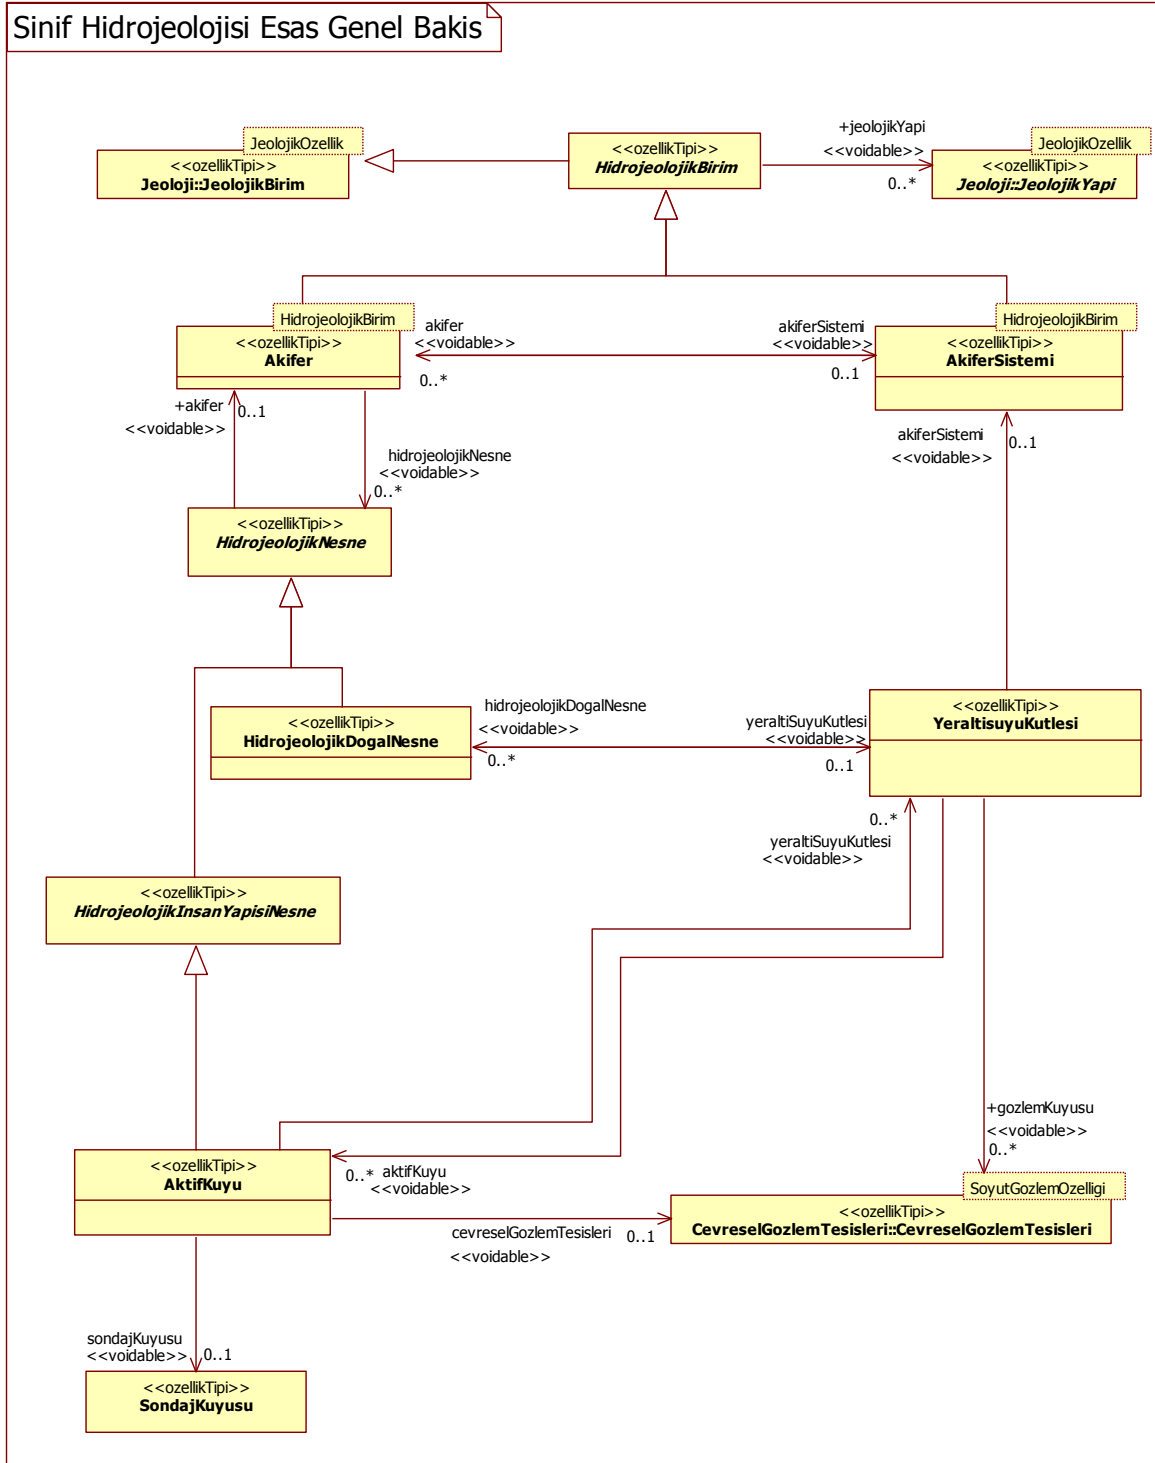 Sinif Hidrojeolojisi Esas Genel Bakis
JeolojikOzellik
<<ozellikTipi>>
Jeoloji::JeolojikBirim
<<ozellikTipi>>
HidrojeolojikBirim
+jeolojikYapi
<<voidable>>
0..*
JeolojikOzellik
<<ozellikTipi>>
Jeoloji::JeolojikYapi
HidrojeolojikBirim
<<ozellikTipi>>
Akifer
akifer
<<voidable>>
0..*
akiferSistemi
<<voidable>>
0..1
HidrojeolojikBirim
<<ozellikTipi>>
AkiferSistemi
+akifer
0..1
<<voidable>>
hidrojeolojikNesne
<<voidable>>
0..*
akiferSistemi
0..1
<<voidable>>
<<ozellikTipi>>
HidrojeolojikNesne
<<ozellikTipi>>
HidrojeolojikDogalNesne
hidrojeolojikDogalNesne
<<voidable>>
0..*
yeraltiSuyuKutlesi
<<voidable>>
0..1
<<ozellikTipi>>
YeraltisuyuKutlesi
0..*
yeraltiSuyuKutlesi
<<voidable>>
<<ozellikTipi>>
HidrojeolojikInsanYapisiNesne
+gozlemKuyusu
<<voidable>>
0..*
<<ozellikTipi>>
AktifKuyu
0..*
aktifKuyu
<<voidable>>
SoyutGozlemOzelligi
<<ozellikTipi>>
CevreselGozlemTesisleri::CevreselGozlemTesisleri
cevreselGozlemTesisleri
0..1
<<voidable>>
sondajKuyusu
<<voidable>>
0..1
<<ozellikTipi>>
SondajKuyusu